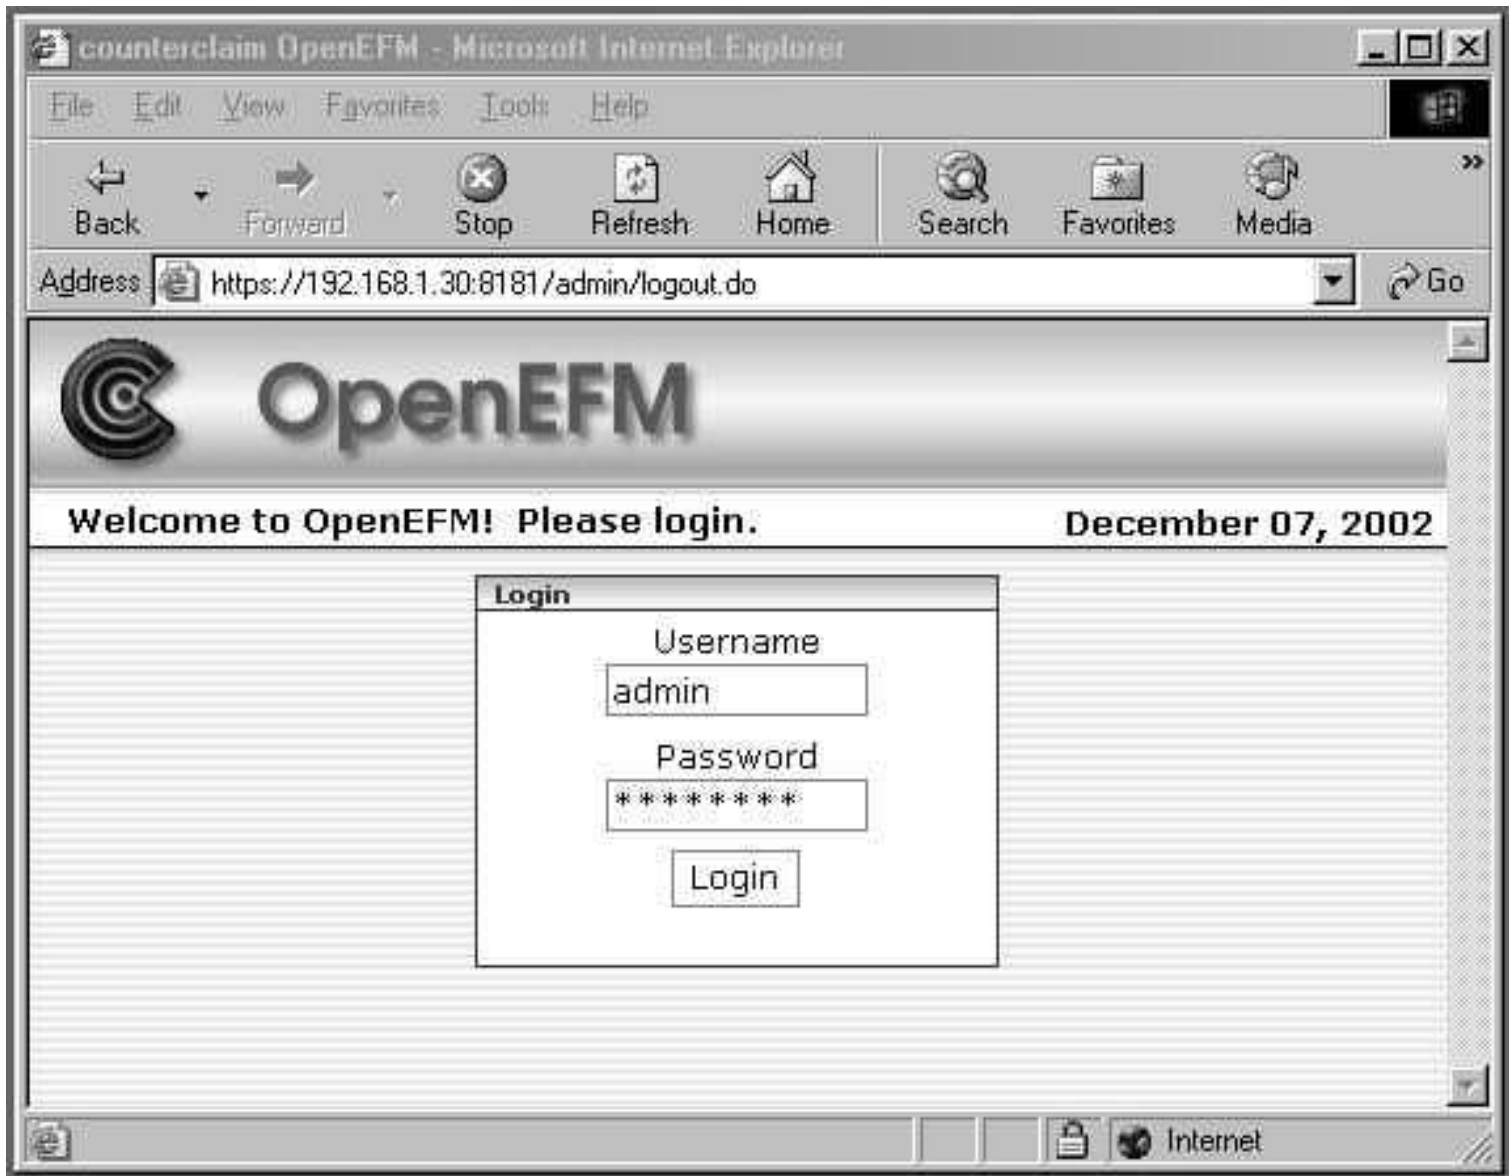 counterclaim OpenEFM - Microsoft Internet Explorer
File Edit View Favorites Tools Help
Back Forward Stop Refresh Home Search Favorites Media »
Address https://192.168.1.30:8181/admin/logout.do Go
OpenEFM
Welcome to OpenEFM! Please login. December 07, 2002
Login
Username
admin
Password
********
Login
Internet